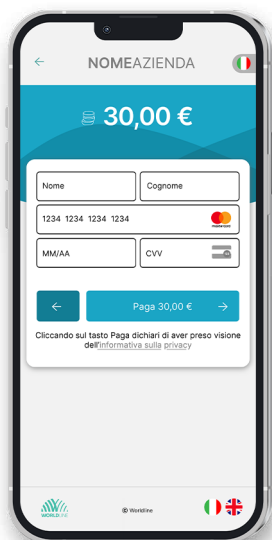 NOMEAZIENDA
30,00 €
Nome Cognome
1234 1234 1234 1234 mastercard
MM/AA CVV
Paga 30,00 €
Cliccando sul tasto Paga dichiari di aver preso visione
dell'informativa sulla privacy
WORLDLINE © Worldline